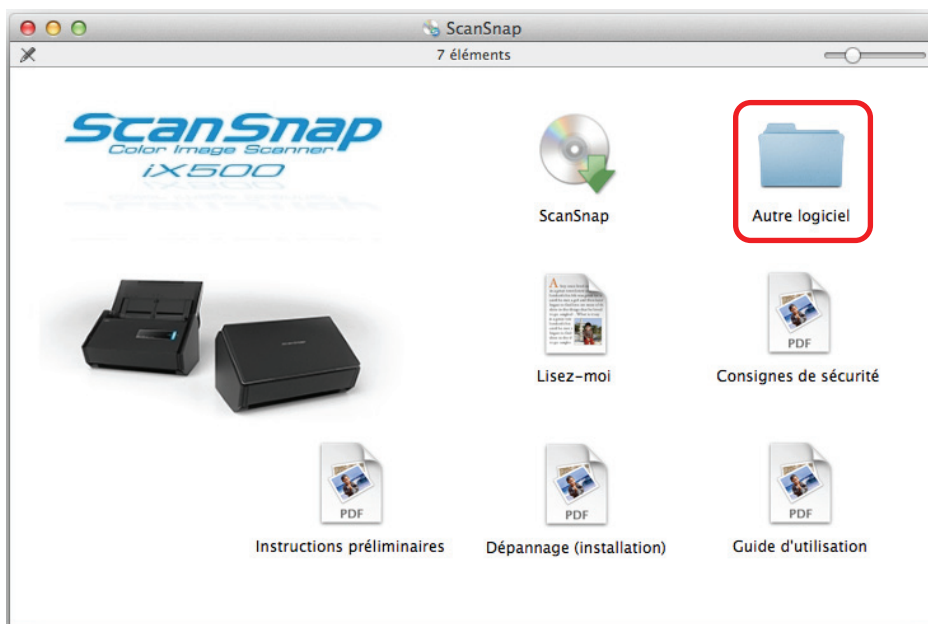 ScanSnap
7 éléments
ScanSnap
Color Image Scanner
iX500
ScanSnap
Autre logiciel
Lisez-moi
PDF
Consignes de sécurité
PDF
PDF
PDF
Instructions préliminaires
Dépannage (installation)
Guide d'utilisation